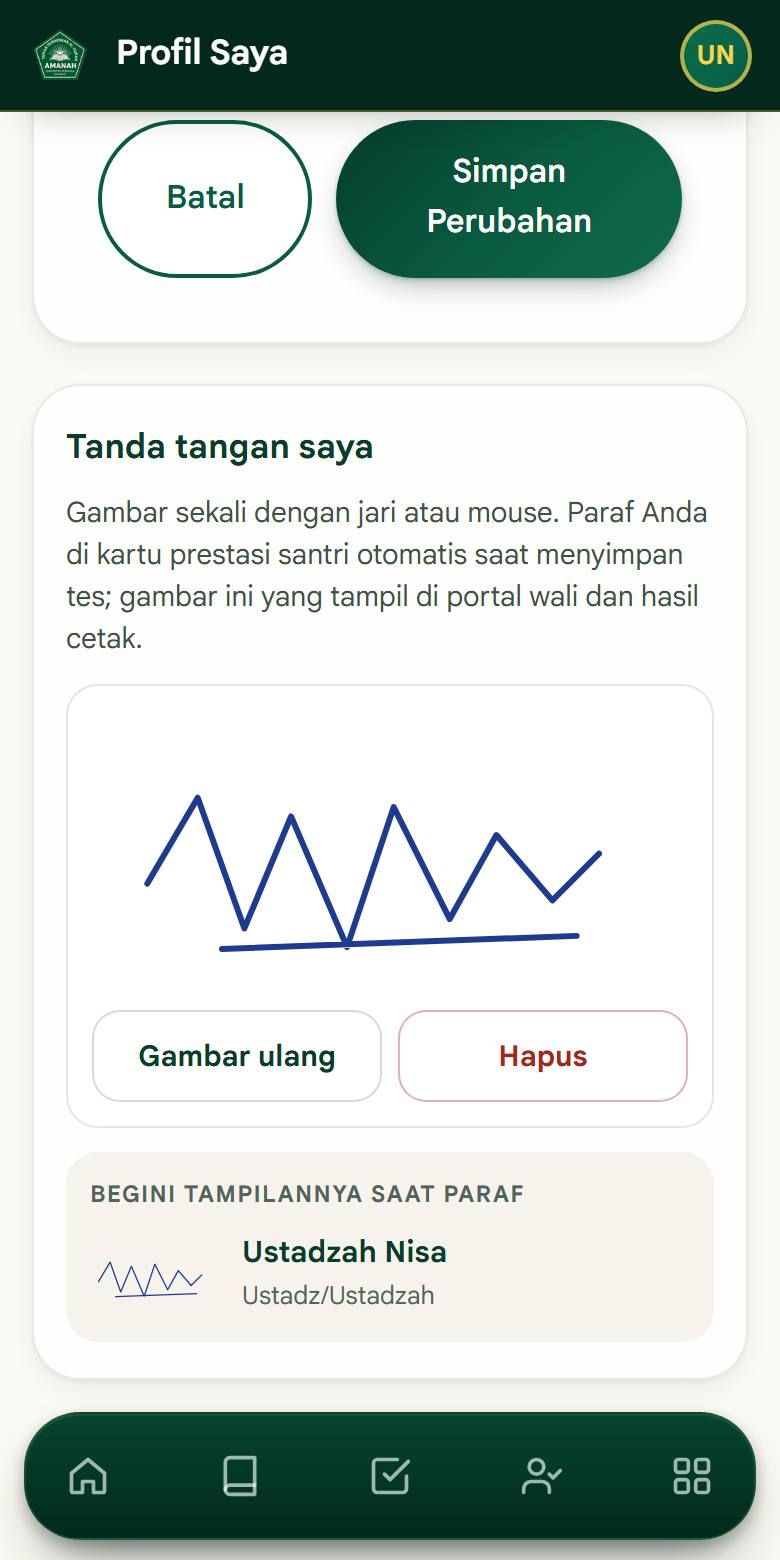 AMANAH
Profil Saya
UN
Batal
Simpan
Perubahan
Tanda tangan saya
Gambar sekali dengan jari atau mouse. Paraf Anda
di kartu prestasi santri otomatis saat menyimpan
tes; gambar ini yang tampil di portal wali dan hasil
cetak.
Gambar ulang
Hapus
BEGINI TAMPILANNYA SAAT PARAF
Ustadzah Nisa
Ustadz/Ustadzah